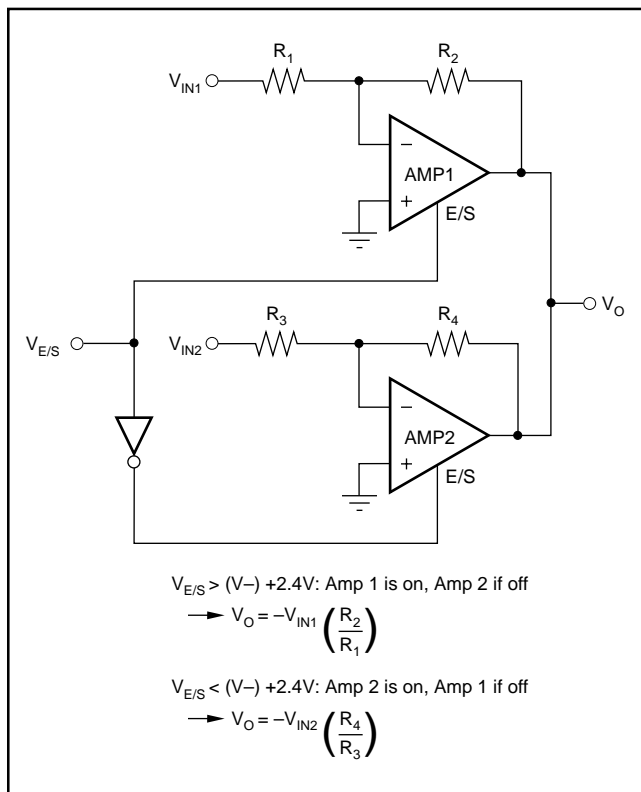 R1 R2
VIN1
–
AMP1
+
E/S
VO
R3 R4
VE/S
VIN2
–
AMP2
+
E/S
VE/S > (V–) +2.4V: Amp 1 is on, Amp 2 if off
VO = –VIN1 (R2/R1)
VE/S < (V–) +2.4V: Amp 2 is on, Amp 1 if off
VO = –VIN2 (R4/R3)